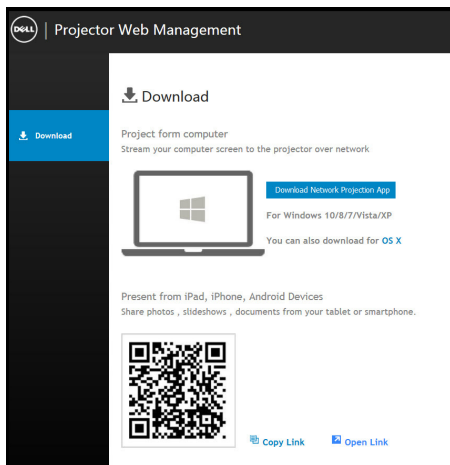 DELL | Projector Web Management
Download
Download
Project form computer
Stream your computer screen to the projector over network
Download Network Projection App
For Windows 10/8/7/Vista/XP
You can also download for OS X
Present from iPad, iPhone, Android Devices
Share photos , slideshows , documents from your tablet or smartphone.
Copy Link
Open Link